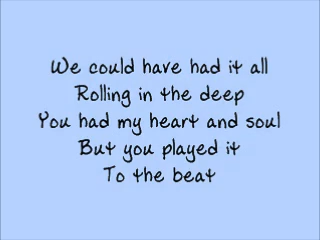 We could have had it all
Rolling in the deep
You had my heart and soul
But you played it
To the beat